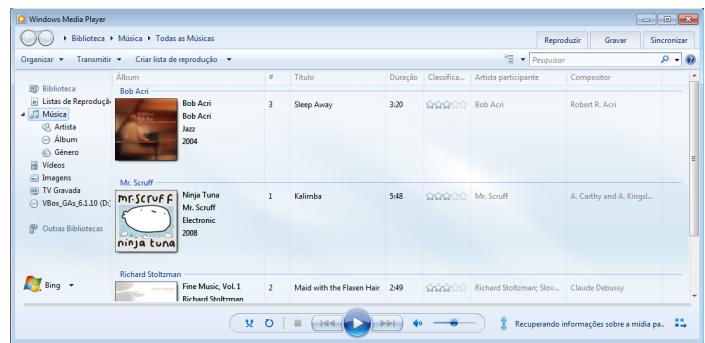 Windows Media Player
Biblioteca Música Todas as Músicas
Reproduzir Gravar Sincronizar
Organizar Transmitir Criar lista de reprodução Pesquisar
Álbum # Título Duração Classifica... Artista participante Compositor
Biblioteca
Listas de Reproduçã
Música
Artista
Álbum
Gênero
Vídeos
Imagens
TV Gravada
VBox_GAs_6.1.10 (D:)
Outras Bibliotecas
Bing
Bob Acri
Bob Acri 3 Sleep Away 3:20 Bob Acri Robert R. Acri
Bob Acri
Jazz
2004
Mr. Scruff
mr.scruff
ninja tuna
Ninja Tuna 1 Kalimba 5:48 Mr. Scruff A. Carthy and A. Kingsl...
Mr. Scruff
Electronic
2008
Richard Stoltzman
Fine Music, Vol. 1 2 Maid with the Flaxen Hair 2:49 Richard Stoltzman; Slov... Claude Debussy
Richard Stoltzman
Recuperando informações sobre a mídia pa..